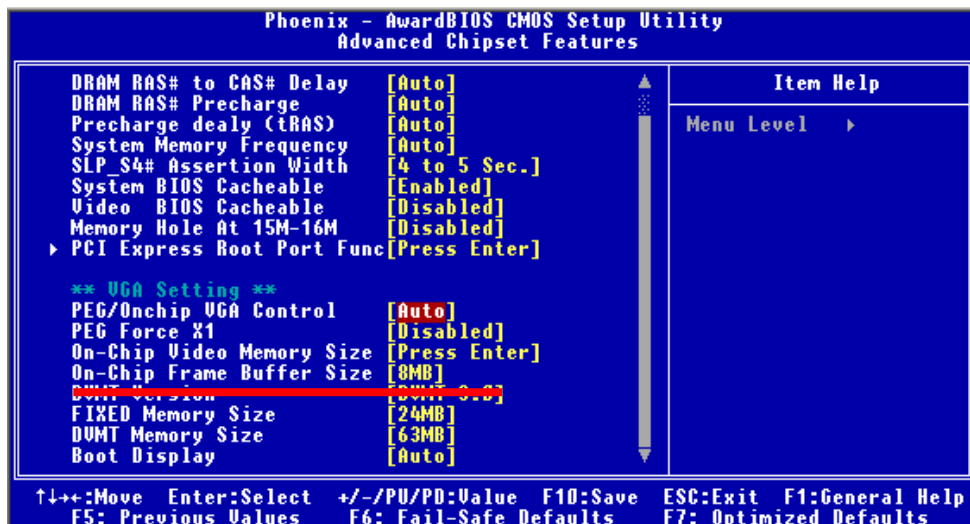 Phoenix - AwardBIOS CMOS Setup Utility
Advanced Chipset Features
DRAM RAS# to CAS# Delay [Auto]
DRAM RAS# Precharge [Auto]
Precharge dealy (tRAS) [Auto]
System Memory Frequency [Auto]
SLP_S4# Assertion Width [4 to 5 Sec.]
System BIOS Cacheable [Enabled]
Video BIOS Cacheable [Disabled]
Memory Hole At 15M-16M [Disabled]
▸ PCI Express Root Port Func[Press Enter]
** VGA Setting **
PEG/Onchip VGA Control [Auto]
PEG Force X1 [Disabled]
On-Chip Video Memory Size [Press Enter]
On-Chip Frame Buffer Size [8MB]
DVMT Version [DVMT 3.0]
FIXED Memory Size [24MB]
DVMT Memory Size [63MB]
Boot Display [Auto]
Item Help
Menu Level ▸
↑↓→←:Move Enter:Select +/-/PU/PD:Value F10:Save ESC:Exit F1:General Help
F5: Previous Values F6: Fail-Safe Defaults F7: Optimized Defaults